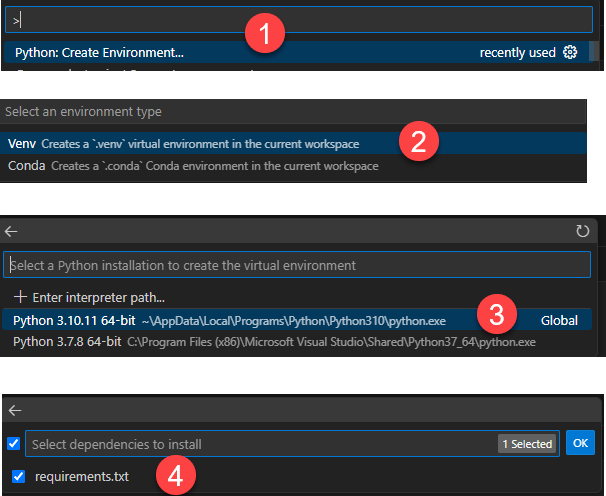 >
1
Python: Create Environment... recently used
Select an environment type
2
Venv Creates a `.venv` virtual environment in the current workspace
Conda Creates a `.conda` Conda environment in the current workspace
Select a Python installation to create the virtual environment
+ Enter interpreter path...
3
Python 3.10.11 64-bit ~\AppData\Local\Programs\Python\Python310\python.exe Global
Python 3.7.8 64-bit C:\Program Files (x86)\Microsoft Visual Studio\Shared\Python37_64\python.exe
Select dependencies to install 1 Selected OK
requirements.txt
4